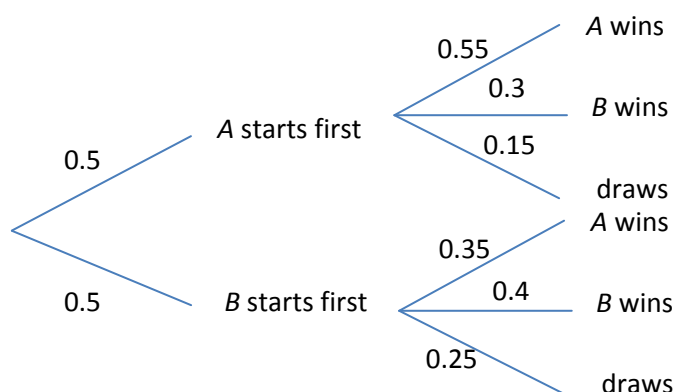 A wins
0.55
0.3
B wins
A starts first
0.15
0.5
draws
A wins
0.35
0.5
B starts first
0.4
B wins
0.25
draws